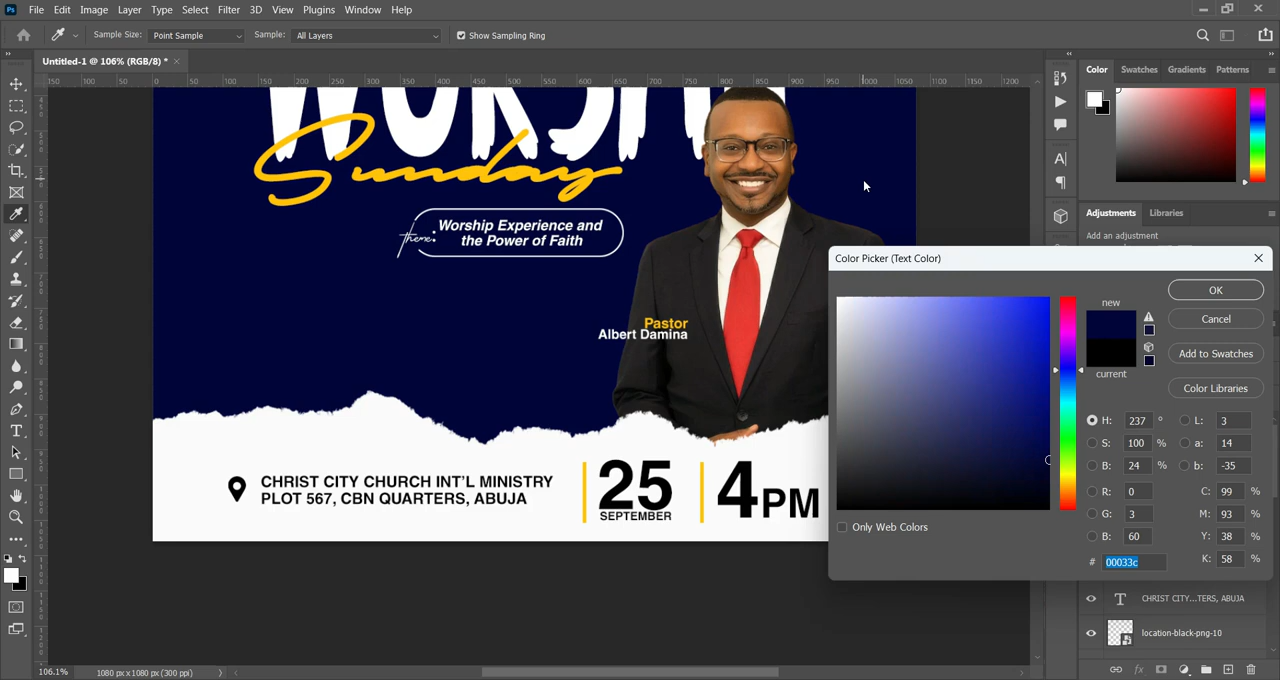 Ps File Edit Image Layer Type Select Filter 3D View Plugins Window Help
Sample Size: Point Sample Sample: All Layers Show Sampling Ring
Untitled-1 @ 106% (RGB/8) *
Color Swatches Gradients Patterns
WORSHIP
Sunday
theme:
Worship Experience and
the Power of Faith
Adjustments Libraries
Add an adjustment
Pastor
Albert Damina
CHRIST CITY CHURCH INT'L MINISTRY
PLOT 567, CBN QUARTERS, ABUJA
25
SEPTEMBER
4PM
Color Picker (Text Color)
new
current
OK
Cancel
Add to Swatches
Color Libraries
H: 237 ° L: 3
S: 100 % a: 14
B: 24 % b: -35
R: 0 C: 99 %
G: 3 M: 93 %
B: 60 Y: 38 %
# 00033c K: 58 %
Only Web Colors
CHRIST CITY...TERS, ABUJA
location-black-png-10
106.1% 1080 px x 1080 px (300 ppi)